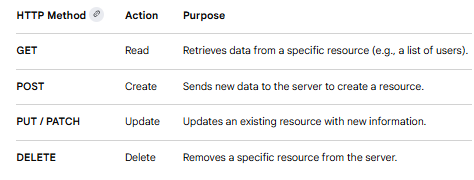 HTTP Method Action Purpose
GET Read Retrieves data from a specific resource (e.g., a list of users).
POST Create Sends new data to the server to create a resource.
PUT / PATCH Update Updates an existing resource with new information.
DELETE Delete Removes a specific resource from the server.